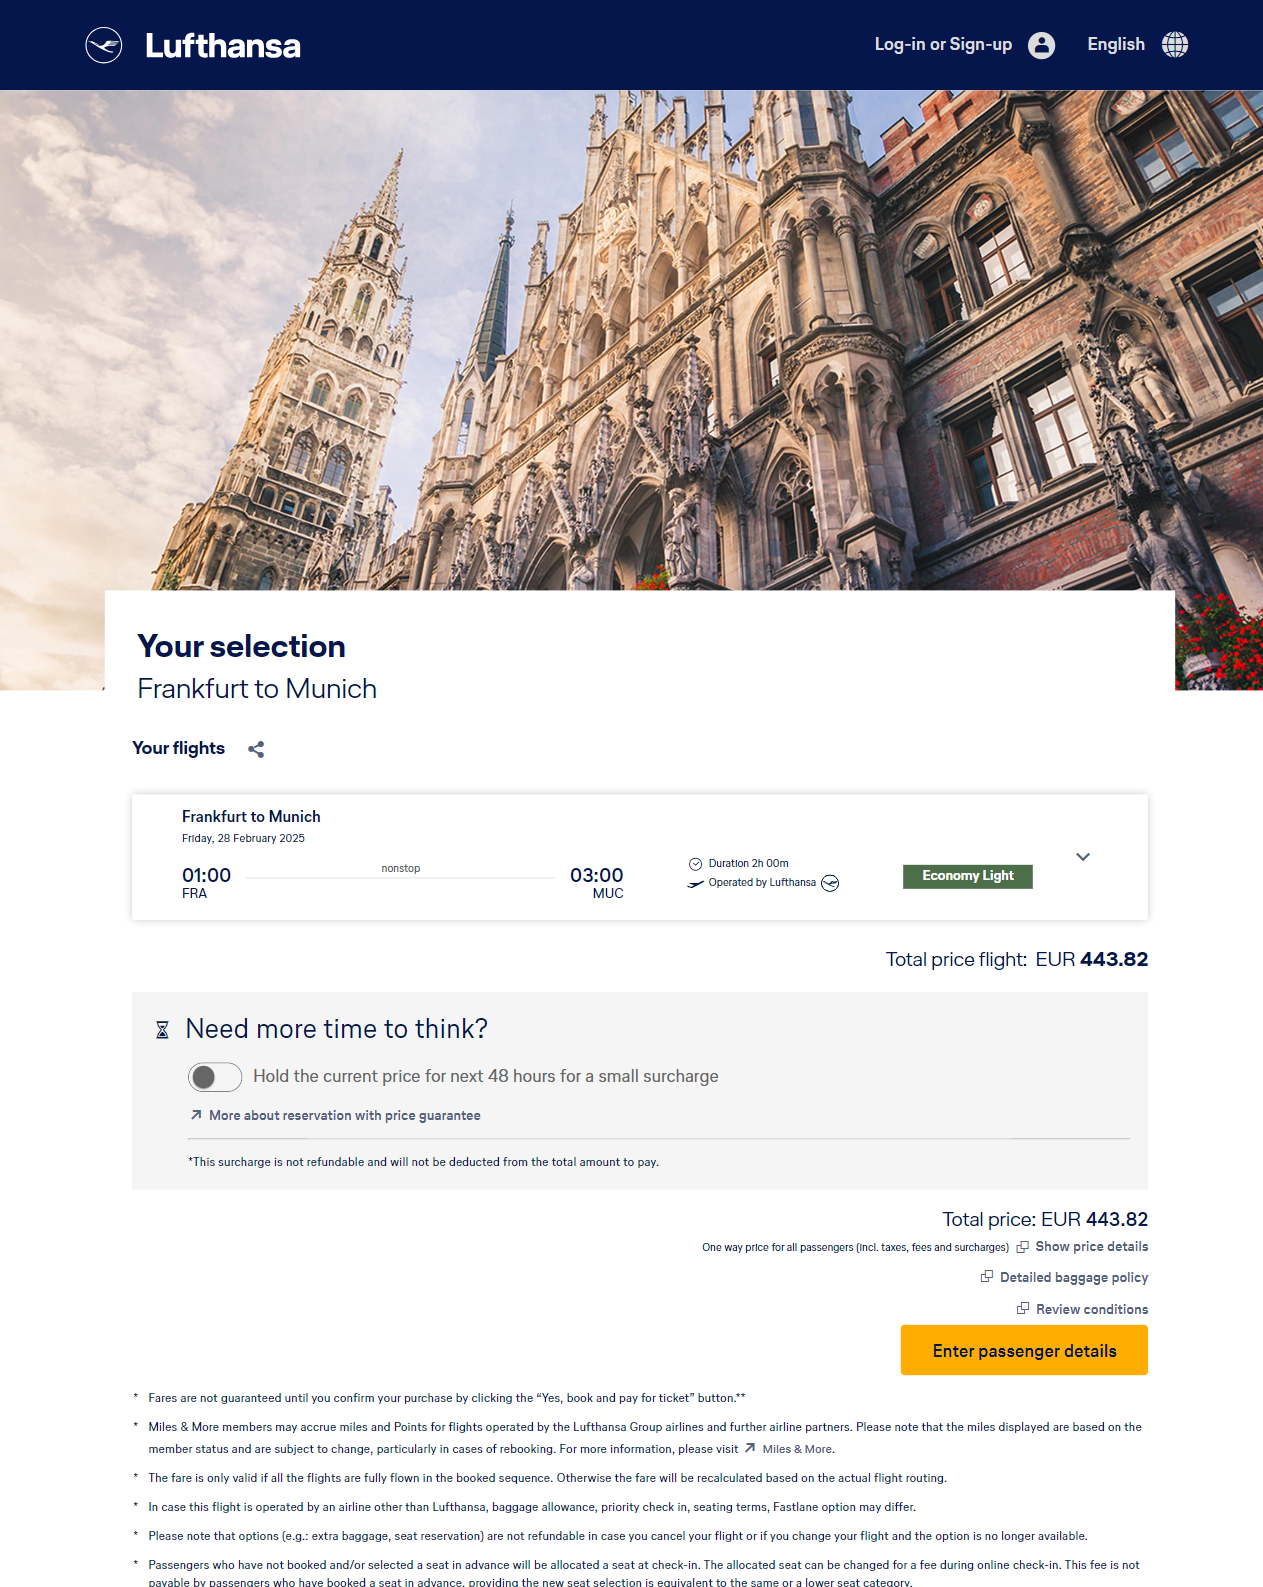 Lufthansa
Log-in or Sign-up
English
Your selection
Frankfurt to Munich
Your flights
Frankfurt to Munich
Friday, 28 February 2025
01:00
nonstop
03:00
FRA
MUC
Duration 2h 00m
Operated by Lufthansa
Economy Light
Total price flight: EUR 443.82
Need more time to think?
Hold the current price for next 48 hours for a small surcharge
More about reservation with price guarantee
*This surcharge is not refundable and will not be deducted from the total amount to pay.
Total price: EUR 443.82
One way price for all passengers (incl. taxes, fees and surcharges) Show price details
Detailed baggage policy
Review conditions
Enter passenger details
* Fares are not guaranteed until you confirm your purchase by clicking the “Yes, book and pay for ticket” button.**
* Miles & More members may accrue miles and Points for flights operated by the Lufthansa Group airlines and further airline partners. Please note that the miles displayed are based on the
member status and are subject to change, particularly in cases of rebooking. For more information, please visit Miles & More.
* The fare is only valid if all the flights are fully flown in the booked sequence. Otherwise the fare will be recalculated based on the actual flight routing.
* In case this flight is operated by an airline other than Lufthansa, baggage allowance, priority check in, seating terms, Fastlane option may differ.
* Please note that options (e.g.: extra baggage, seat reservation) are not refundable in case you cancel your flight or if you change your flight and the option is no longer available.
* Passengers who have not booked and/or selected a seat in advance will be allocated a seat at check-in. The allocated seat can be changed for a fee during online check-in. This fee is not
payable by passengers who have booked a seat in advance, providing the new seat selection is equivalent to the same or a lower seat category.